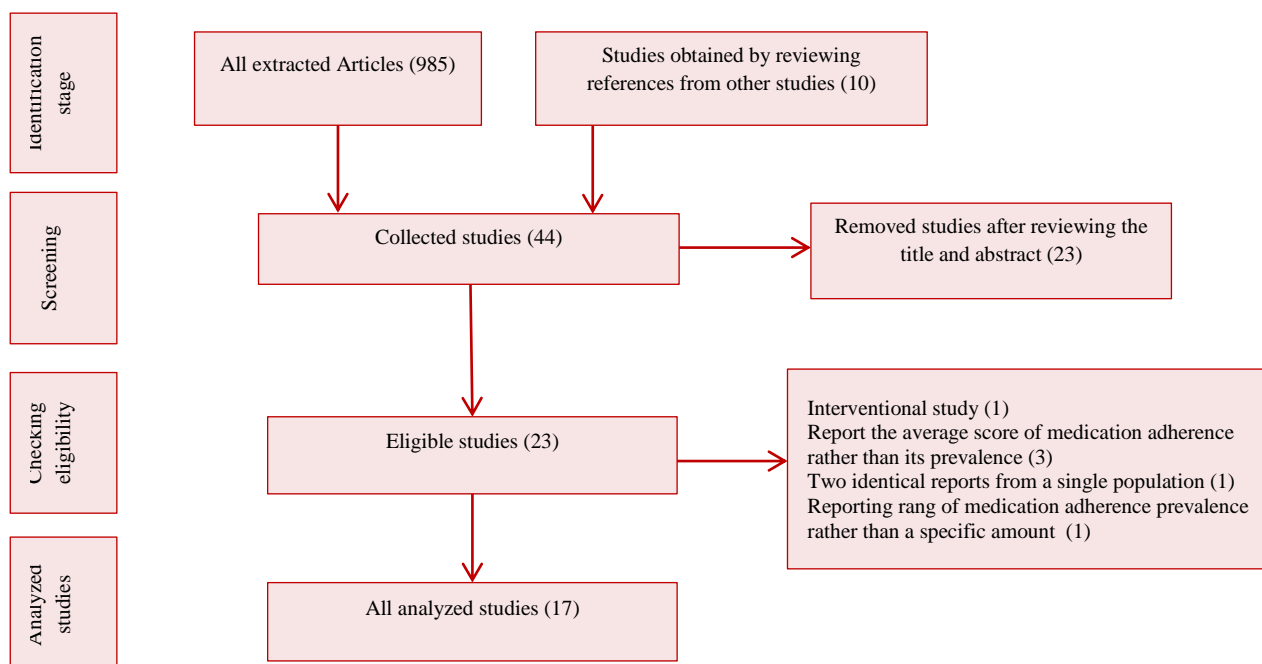 Identification
stage
All extracted Articles (985)
Studies obtained by reviewing
references from other studies (10)
Screening
Collected studies (44)
Removed studies after reviewing the
title and abstract (23)
Checking
eligibility
Eligible studies (23)
Interventional study (1)
Report the average score of medication adherence
rather than its prevalence (3)
Two identical reports from a single population (1)
Reporting rang of medication adherence prevalence
rather than a specific amount (1)
Analyzed
studies
All analyzed studies (17)